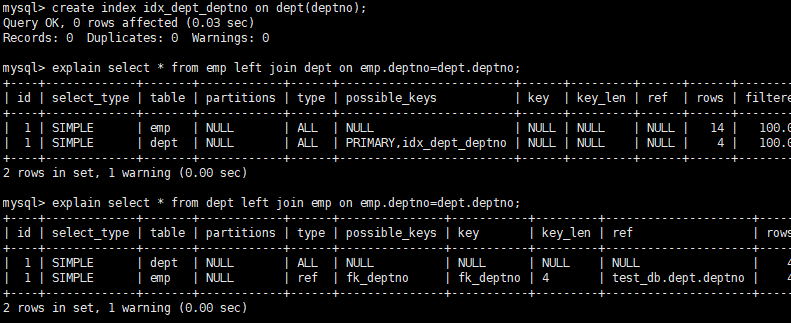 mysql> create index idx_dept_deptno on dept(deptno);
Query OK, 0 rows affected (0.03 sec)
Records: 0  Duplicates: 0  Warnings: 0

mysql> explain select * from emp left join dept on emp.deptno=dept.deptno;
+----+-------------+-------+------------+------+-------------------------+------+---------+------+------+---------
| id | select_type | table | partitions | type | possible_keys           | key  | key_len | ref  | rows | filtere
+----+-------------+-------+------------+------+-------------------------+------+---------+------+------+---------
|  1 | SIMPLE      | emp   | NULL       | ALL  | NULL                    | NULL | NULL    | NULL |   14 |   100.0
|  1 | SIMPLE      | dept  | NULL       | ALL  | PRIMARY,idx_dept_deptno | NULL | NULL    | NULL |    4 |   100.0
+----+-------------+-------+------------+------+-------------------------+------+---------+------+------+---------
2 rows in set, 1 warning (0.00 sec)

mysql> explain select * from dept left join emp on emp.deptno=dept.deptno;
+----+-------------+-------+------------+------+---------------+-----------+---------+---------------------+-----
| id | select_type | table | partitions | type | possible_keys | key       | key_len | ref                 | rows
+----+-------------+-------+------------+------+---------------+-----------+---------+---------------------+-----
|  1 | SIMPLE      | dept  | NULL       | ALL  | NULL          | NULL      | NULL    | NULL                |    4
|  1 | SIMPLE      | emp   | NULL       | ref  | fk_deptno     | fk_deptno | 4       | test_db.dept.deptno |    4
+----+-------------+-------+------------+------+---------------+-----------+---------+---------------------+-----
2 rows in set, 1 warning (0.00 sec)